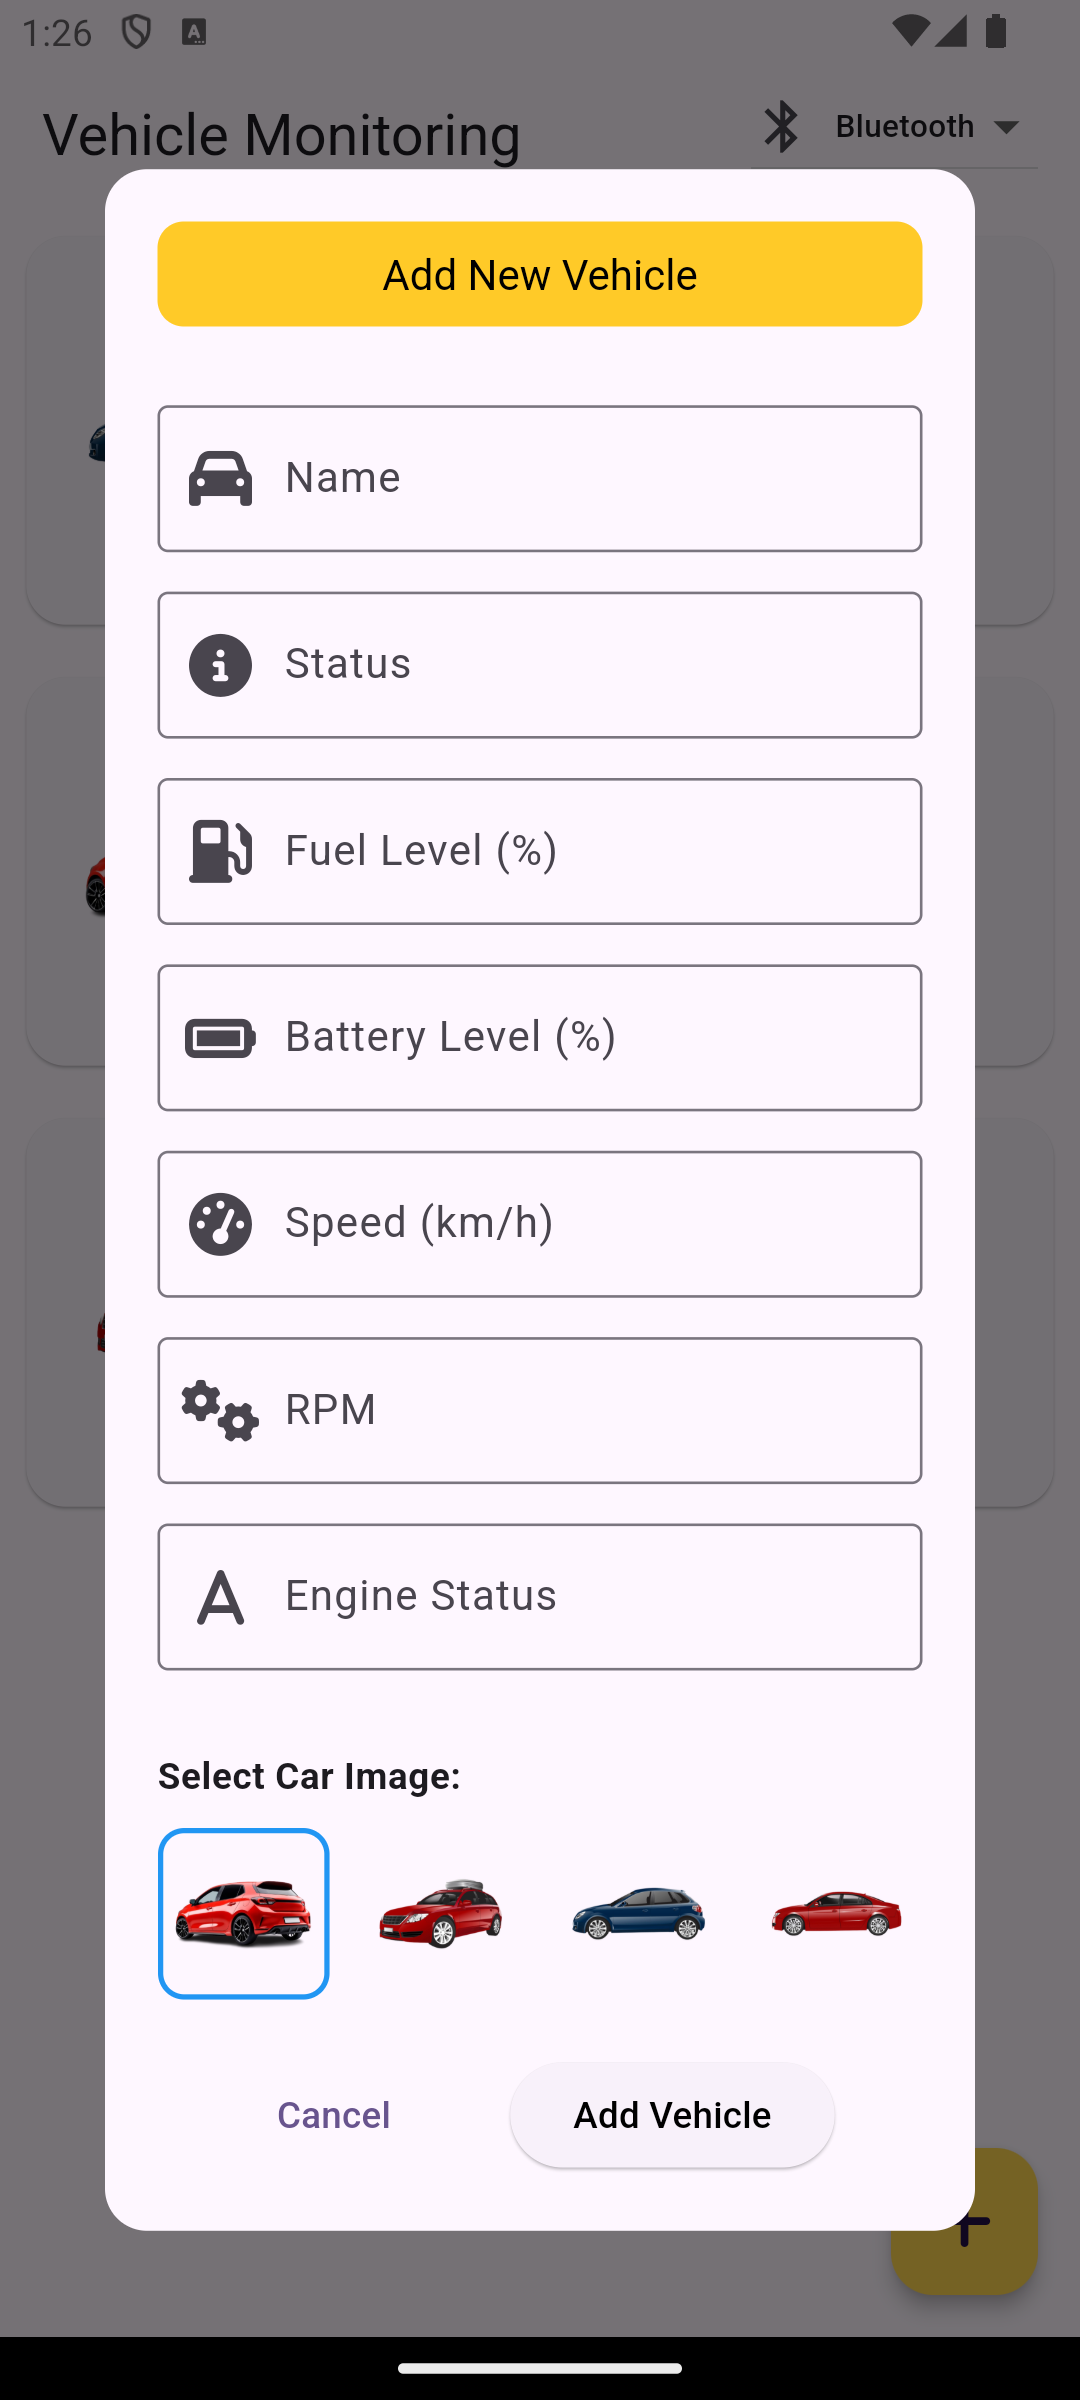 1:26
Vehicle Monitoring
Bluetooth
Add New Vehicle
Name
Status
Fuel Level (%)
Battery Level (%)
Speed (km/h)
RPM
Engine Status
Select Car Image:
Cancel
Add Vehicle